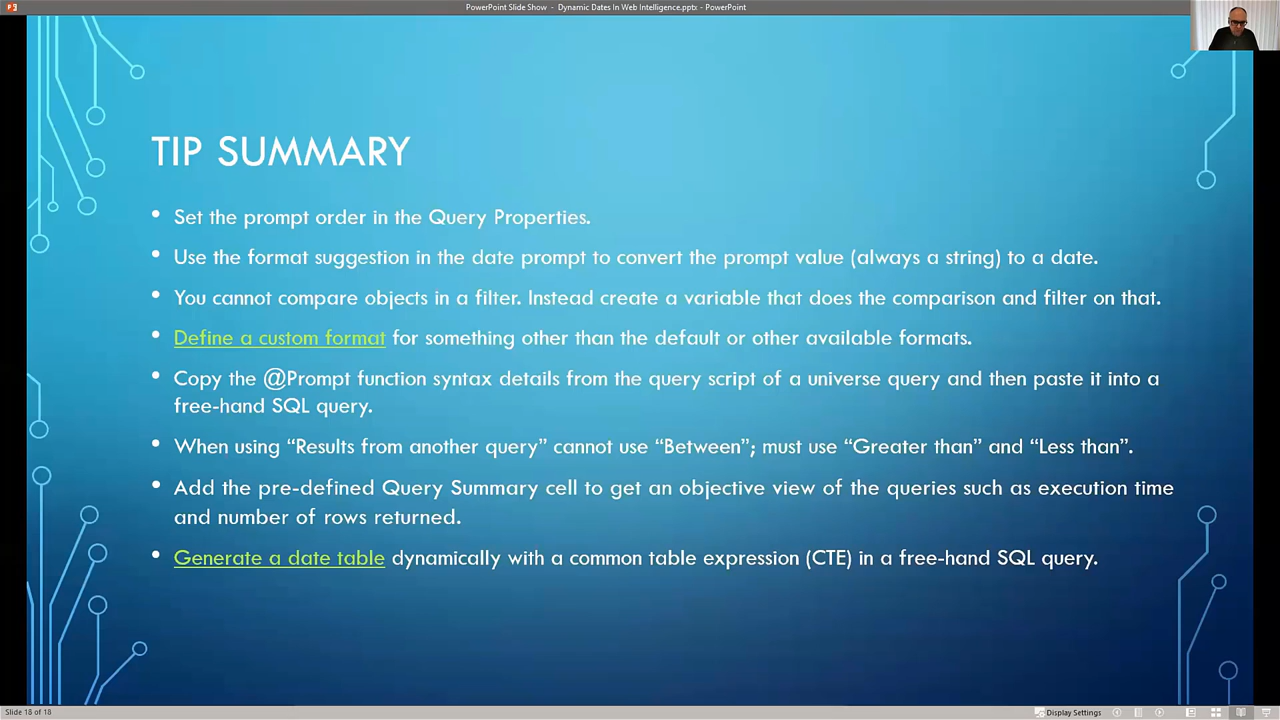 PowerPoint Slide Show - Dynamic Dates In Web Intelligence.pptx - PowerPoint
TIP SUMMARY
• Set the prompt order in the Query Properties.
• Use the format suggestion in the date prompt to convert the prompt value (always a string) to a date.
• You cannot compare objects in a filter. Instead create a variable that does the comparison and filter on that.
• Define a custom format for something other than the default or other available formats.
• Copy the @Prompt function syntax details from the query script of a universe query and then paste it into a
free-hand SQL query.
• When using “Results from another query” cannot use “Between”; must use “Greater than” and “Less than”.
• Add the pre-defined Query Summary cell to get an objective view of the queries such as execution time
and number of rows returned.
• Generate a date table dynamically with a common table expression (CTE) in a free-hand SQL query.
Slide 18 of 18
Display Settings